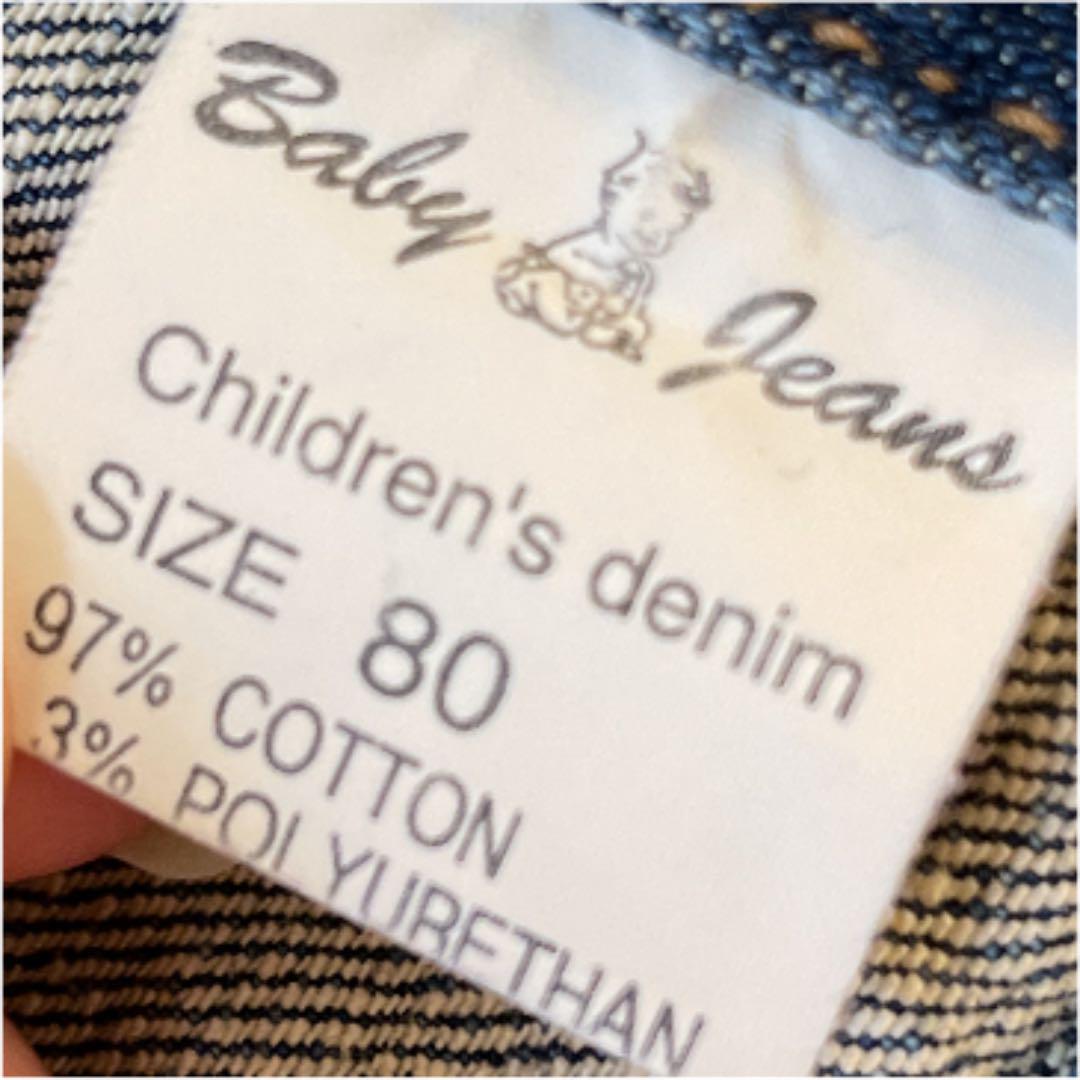 Baby Jeans
Children's denim
SIZE 80
97% COTTON
3% POLYURETHAN